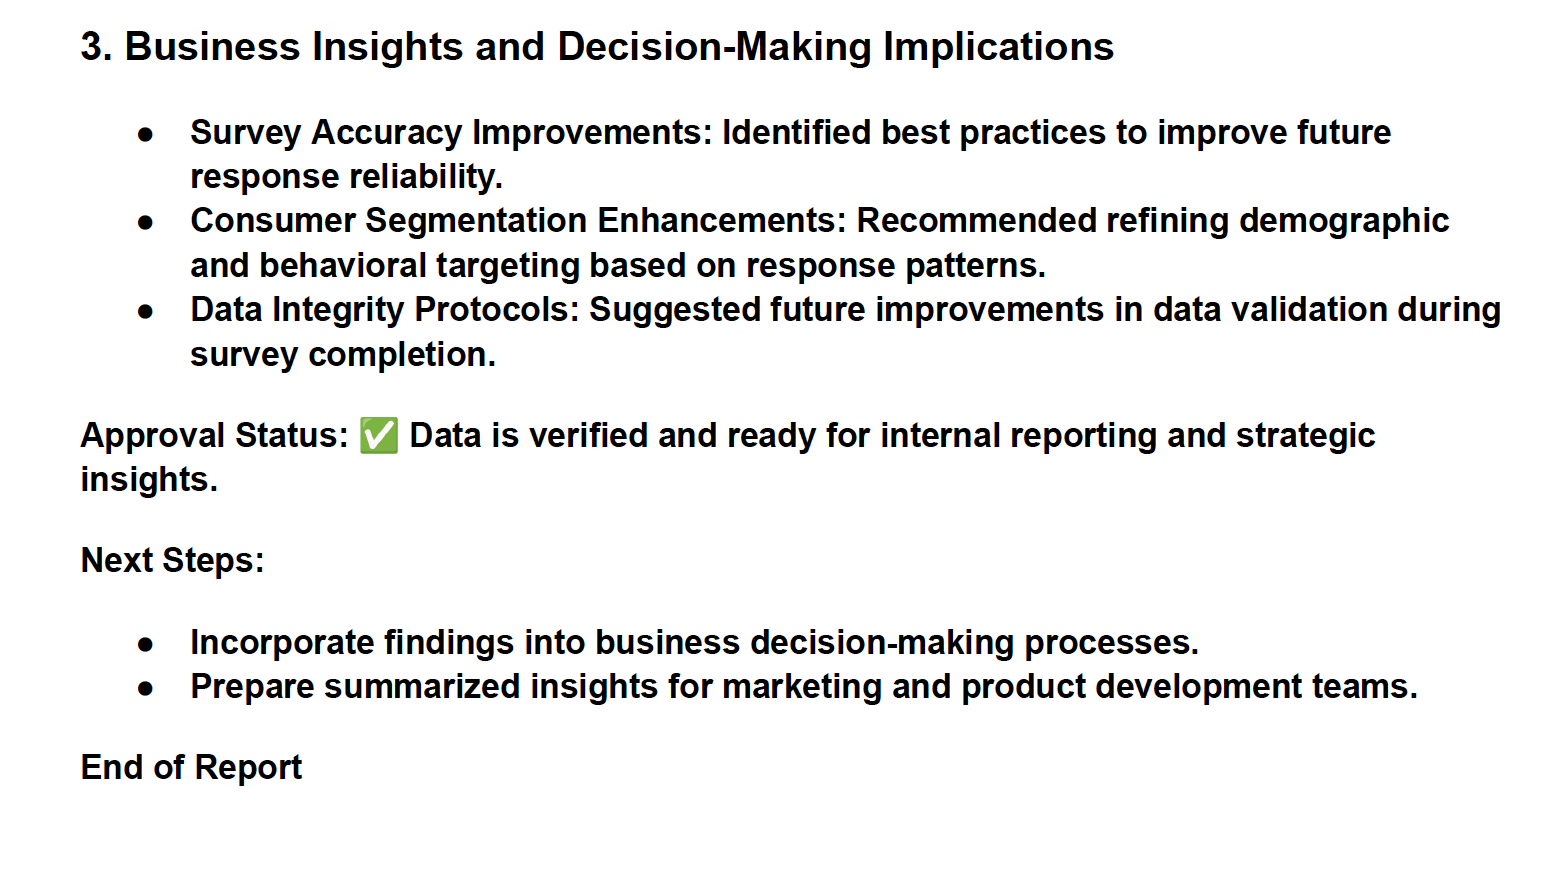 3. Business Insights and Decision-Making Implications
● Survey Accuracy Improvements: Identified best practices to improve future
response reliability.
● Consumer Segmentation Enhancements: Recommended refining demographic
and behavioral targeting based on response patterns.
● Data Integrity Protocols: Suggested future improvements in data validation during
survey completion.
Approval Status: ✅ Data is verified and ready for internal reporting and strategic
insights.
Next Steps:
● Incorporate findings into business decision-making processes.
● Prepare summarized insights for marketing and product development teams.
End of Report